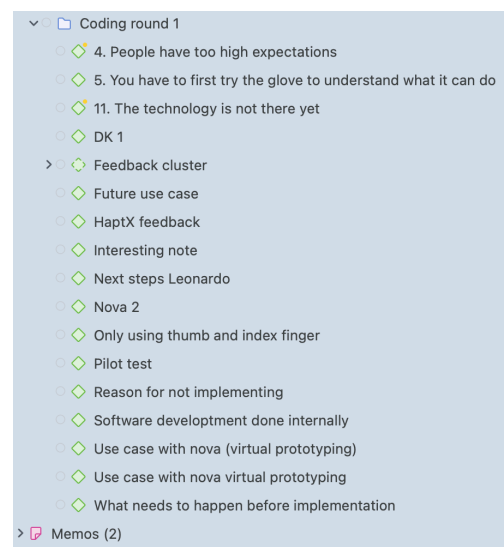 Coding round 1
4. People have too high expectations
5. You have to first try the glove to understand what it can do
11. The technology is not there yet
DK 1
Feedback cluster
Future use case
HaptX feedback
Interesting note
Next steps Leonardo
Nova 2
Only using thumb and index finger
Pilot test
Reason for not implementing
Software developtment done internally
Use case with nova (virtual prototyping)
Use case with nova virtual prototyping
What needs to happen before implementation
Memos (2)